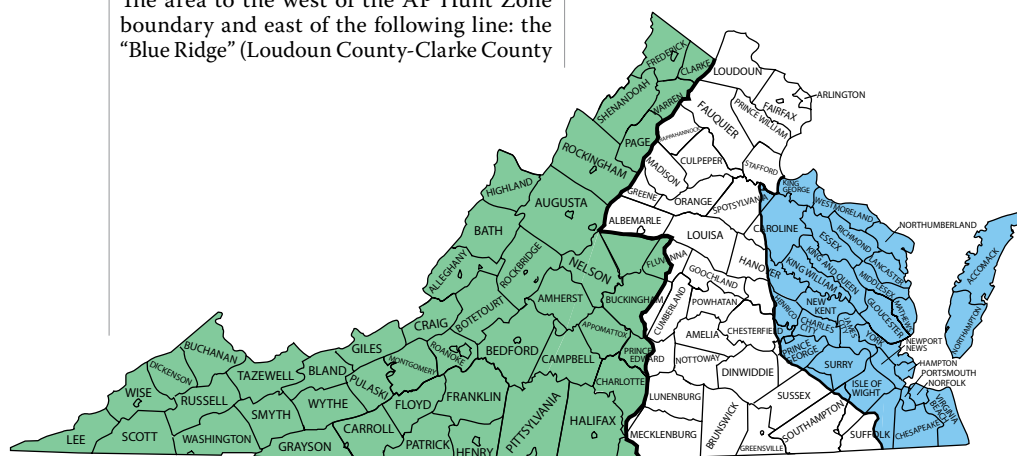 The area to the west of the AP Hunt Zone
boundary and east of the following line: the
“Blue Ridge” (Loudoun County-Clarke County
FREDERICK
CLARKE
LOUDOUN
ARLINGTON
SHENANDOAH
WARREN
FAUQUIER
PRINCE WILLIAM
FAIRFAX
PAGE
RAPPAHANNOCK
ROCKINGHAM
MADISON
CULPEPER
STAFFORD
HIGHLAND
AUGUSTA
GREENE
ORANGE
SPOTSYLVANIA
KING
GEORGE
WESTMORELAND
NORTHUMBERLAND
BATH
ALBEMARLE
LOUISA
CAROLINE
ESSEX
RICHMOND
LANCASTER
ACCOMACK
ALLEGHANY
ROCKBRIDGE
NELSON
FLUVANNA
GOOCHLAND
HANOVER
KING WILLIAM
KING AND QUEEN
MIDDLESEX
MATHEWS
GLOUCESTER
NORTHAMPTON
CRAIG
BOTETOURT
AMHERST
BUCKINGHAM
CUMBERLAND
POWHATAN
HENRICO
NEW
KENT
CHARLES
CITY
JAMES
YORK
NEWPORT
NEWS
BUCHANAN
GILES
ROANOKE
BEDFORD
APPOMATTOX
AMELIA
CHESTERFIELD
PRINCE
GEORGE
DICKENSON
TAZEWELL
BLAND
MONTGOMERY
CAMPBELL
PRINCE
EDWARD
NOTTOWAY
DINWIDDIE
SURRY
HAMPTON
PORTSMOUTH
NORFOLK
WISE
RUSSELL
WYTHE
PULASKI
FLOYD
FRANKLIN
CHARLOTTE
LUNENBURG
SUSSEX
ISLE OF
WIGHT
VIRGINIA
BEACH
LEE
SCOTT
WASHINGTON
SMYTH
GRAYSON
CARROLL
PATRICK
HENRY
PITTSYLVANIA
HALIFAX
MECKLENBURG
BRUNSWICK
GREENSVILLE
SOUTHAMPTON
SUFFOLK
CHESAPEAKE